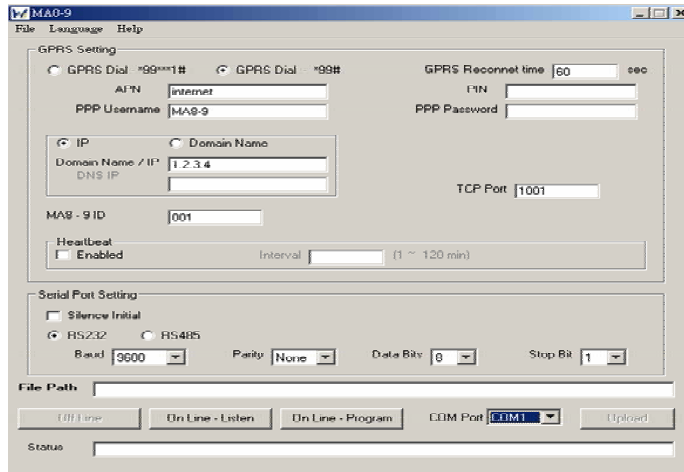 MA8-9
File Language Help
GPRS Setting
GPRS Dial *99***1# GPRS Dial *99# GPRS Reconnet time 60 sec
APN internet PIN
PPP Username MA8-9 PPP Password
IP Domain Name
Domain Name / IP 1.2.3.4
DNS IP
TCP Port 1001
MA8 - 9 ID 001
Heartbeat
Enabled Interval (1 ~ 120 min)
Serial Port Setting
Silence Initial
RS232 RS485
Baud 9600 Parity None Data Bits 8 Stop Bit 1
File Path
Off Line On Line - Listen On Line - Program COM Port COM1 Upload
Status